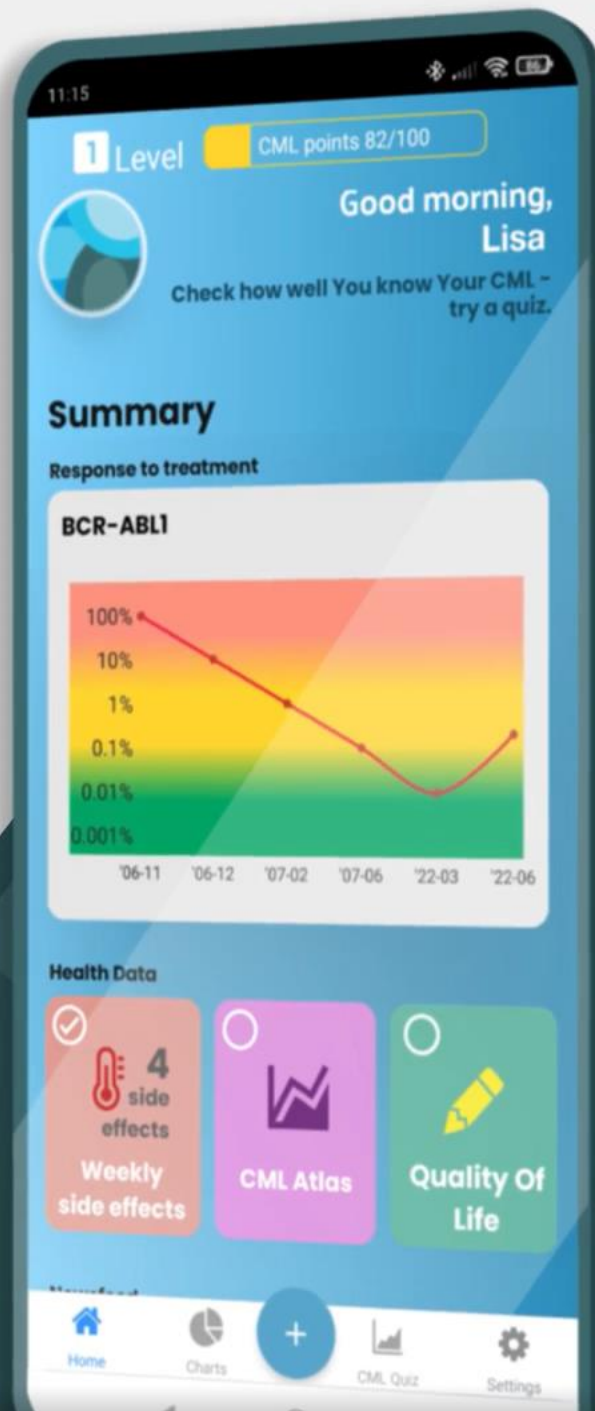 11:15
86
1 Level
CML points 82/100
Good morning,
Lisa
Check how well You know Your CML -
try a quiz.
Summary
Response to treatment
BCR-ABL1
100%
10%
1%
0.1%
0.01%
0.001%
'06-11 '06-12 '07-02 '07-06 '22-03 '22-06
Health Data
4
side
effects
Weekly
side effects
CML Atlas
Quality Of
Life
Home
Charts
+
CML Quiz
Settings